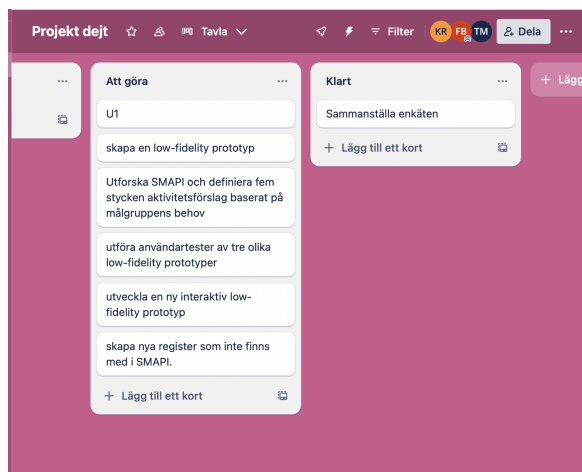 Projekt dejt
Tavla
Filter
KR
FB
TM
Dela
Att göra
U1
skapa en low-fidelity prototyp
Utforska SMAPI och definiera fem
stycken aktivitetsförslag baserat på
målgruppens behov
utföra användartester av tre olika
low-fidelity prototyper
utveckla en ny interaktiv low-
fidelity prototyp
skapa nya register som inte finns
med i SMAPI.
+ Lägg till ett kort
Klart
Sammanställa enkäten
+ Lägg till ett kort
+ Lägg